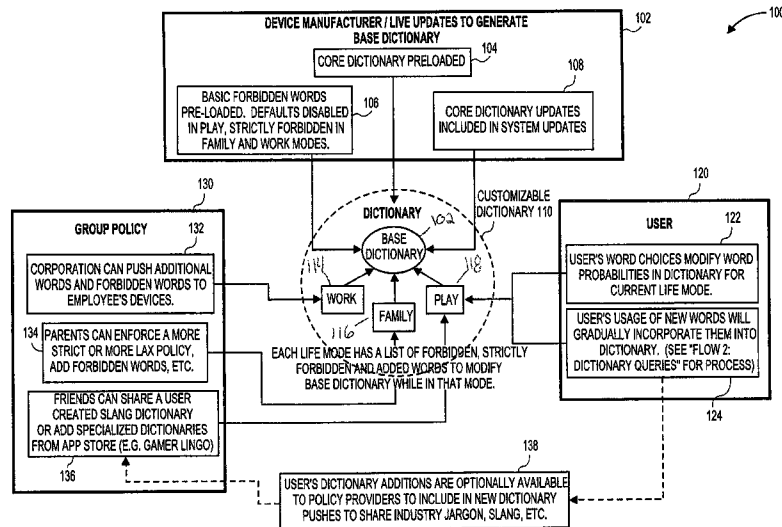 100
DEVICE MANUFACTURER / LIVE UPDATES TO GENERATE
BASE DICTIONARY
102
CORE DICTIONARY PRELOADED
104
BASIC FORBIDDEN WORDS
PRE-LOADED. DEFAULTS DISABLED
IN PLAY, STRICTLY FORBIDDEN IN
FAMILY AND WORK MODES.
106
108
CORE DICTIONARY UPDATES
INCLUDED IN SYSTEM UPDATES
CUSTOMIZABLE
DICTIONARY 110
DICTIONARY
102
BASE
DICTIONARY
114
WORK
116
FAMILY
118
PLAY
EACH LIFE MODE HAS A LIST OF FORBIDDEN, STRICTLY
FORBIDDEN AND ADDED WORDS TO MODIFY
BASE DICTIONARY WHILE IN THAT MODE.
130
GROUP POLICY
132
CORPORATION CAN PUSH ADDITIONAL
WORDS AND FORBIDDEN WORDS TO
EMPLOYEE'S DEVICES.
134
PARENTS CAN ENFORCE A MORE
STRICT OR MORE LAX POLICY,
ADD FORBIDDEN WORDS, ETC.
FRIENDS CAN SHARE A USER
CREATED SLANG DICTIONARY
OR ADD SPECIALIZED DICTIONARIES
FROM APP STORE (E.G. GAMER LINGO)
136
120
USER
122
USER'S WORD CHOICES MODIFY WORD
PROBABILITIES IN DICTIONARY FOR
CURRENT LIFE MODE.
USER'S USAGE OF NEW WORDS WILL
GRADUALLY INCORPORATE THEM INTO
DICTIONARY. (SEE "FLOW 2:
DICTIONARY QUERIES" FOR PROCESS)
124
138
USER'S DICTIONARY ADDITIONS ARE OPTIONALLY AVAILABLE
TO POLICY PROVIDERS TO INCLUDE IN NEW DICTIONARY
PUSHES TO SHARE INDUSTRY JARGON, SLANG, ETC.